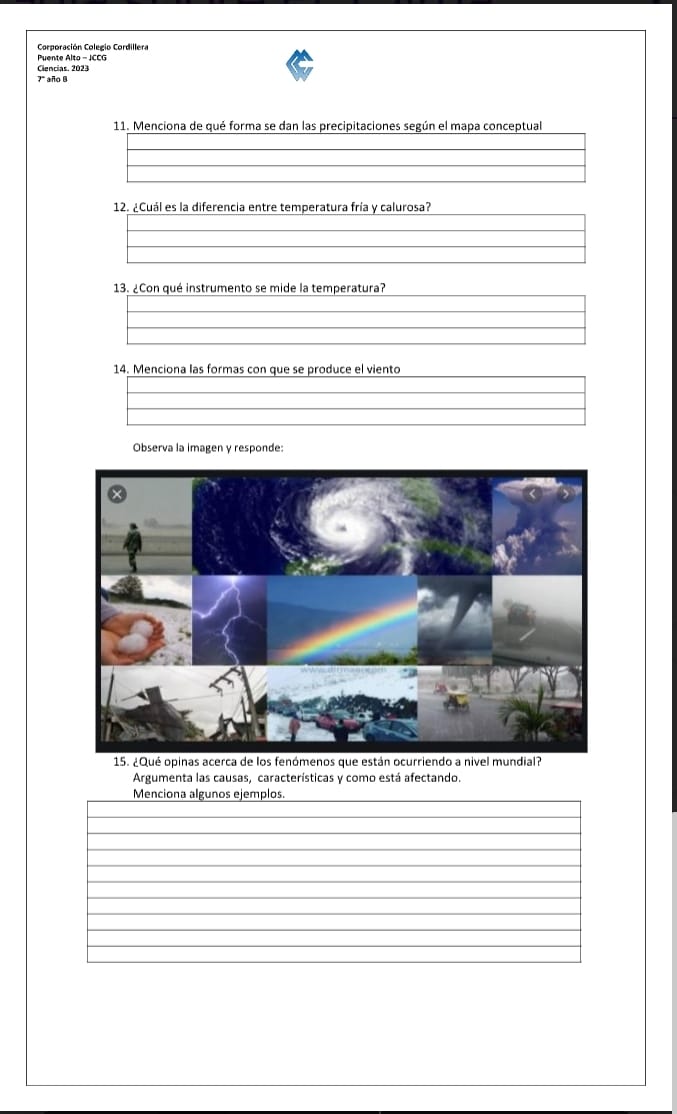 Corporación Colegio Cordillera
Puente Alto – JCCG
Ciencias. 2023
7° año B
11. Menciona de qué forma se dan las precipitaciones según el mapa conceptual
12. ¿Cuál es la diferencia entre temperatura fría y calurosa?
13. ¿Con qué instrumento se mide la temperatura?
14. Menciona las formas con que se produce el viento
Observa la imagen y responde:
15. ¿Qué opinas acerca de los fenómenos que están ocurriendo a nivel mundial?
Argumenta las causas, características y como está afectando.
Menciona algunos ejemplos.